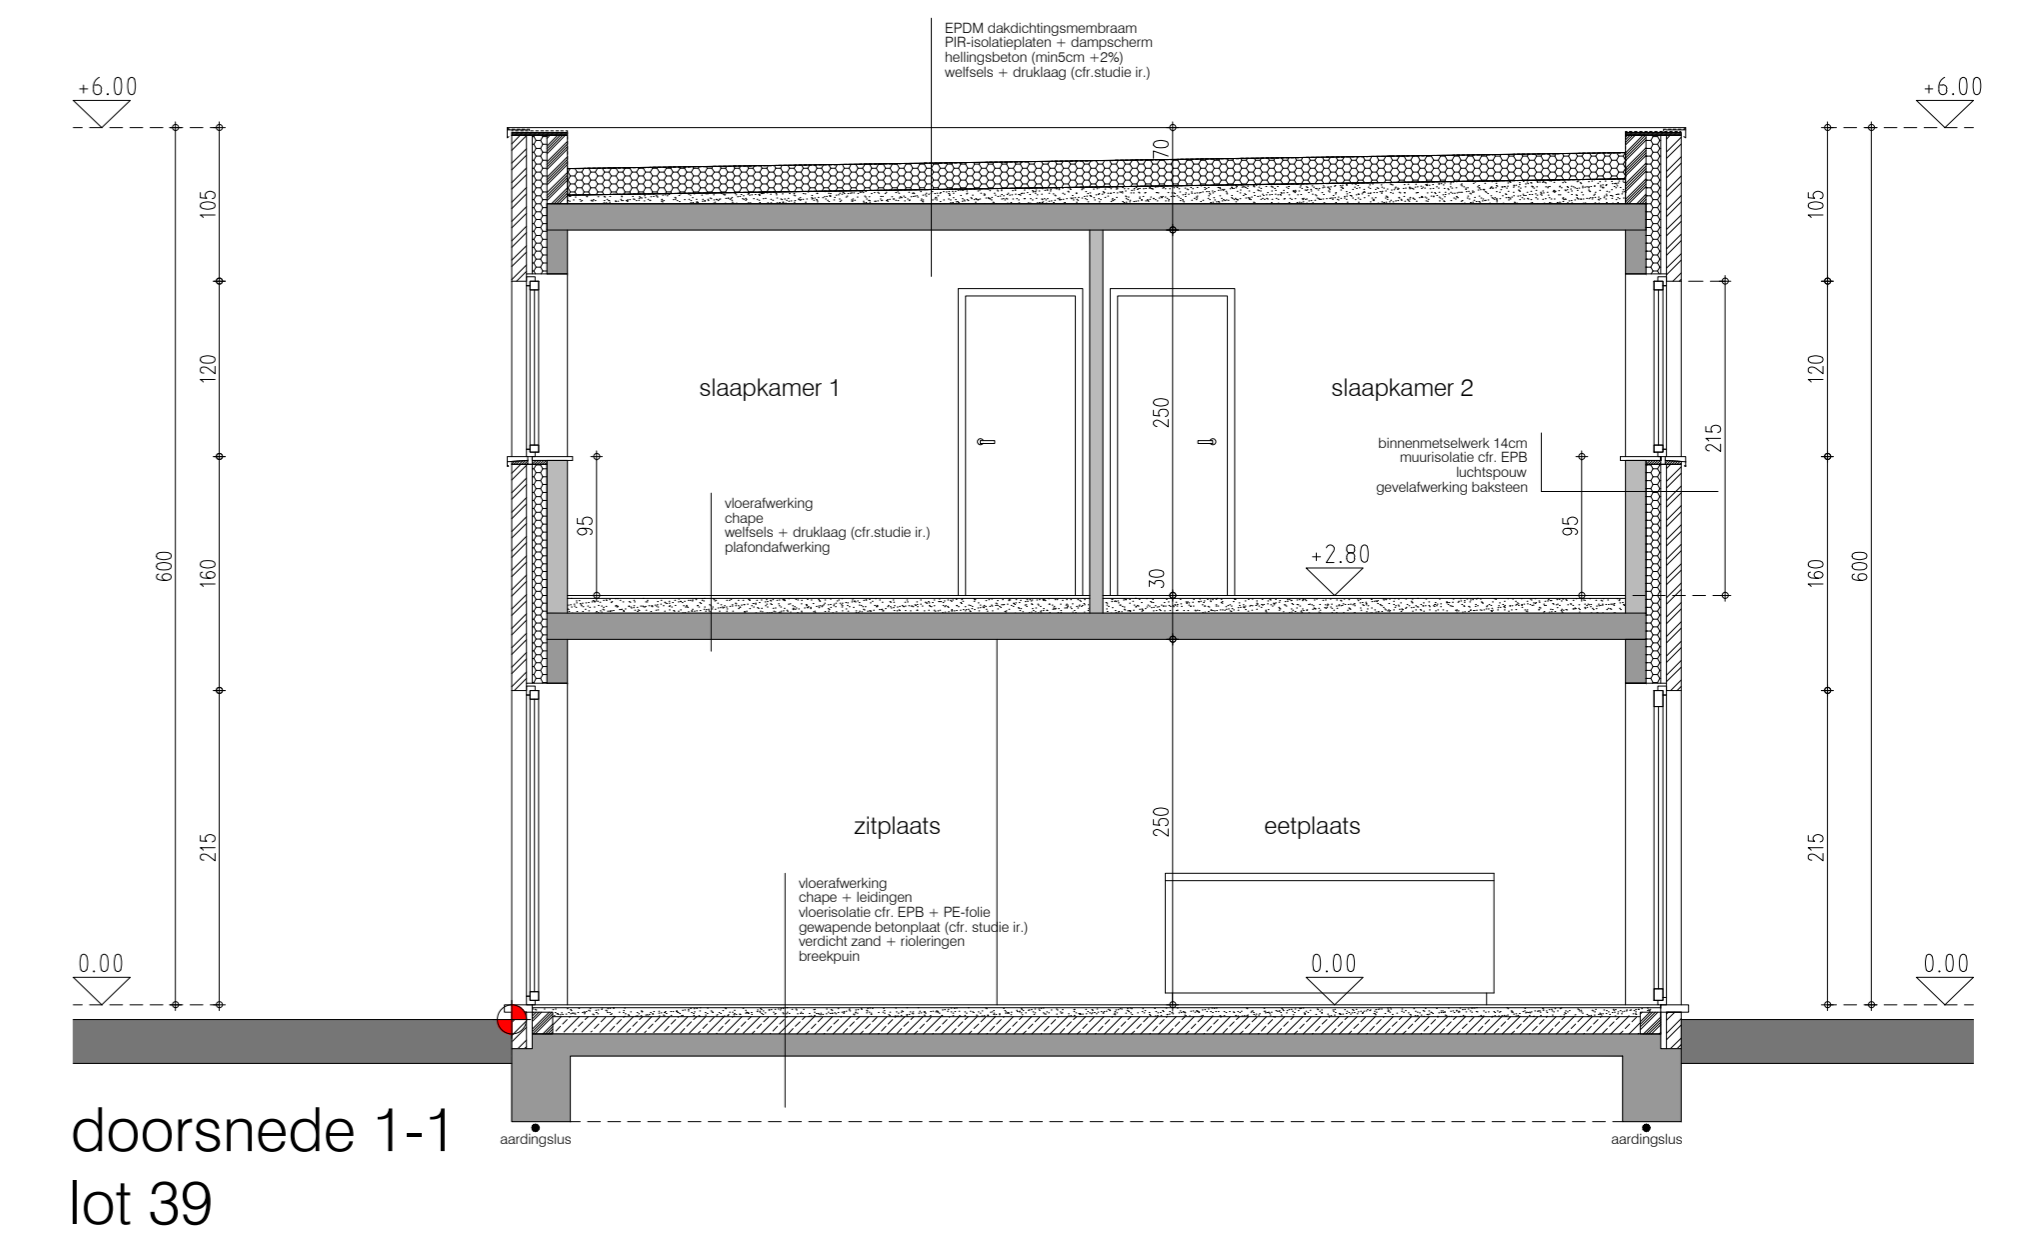 EPDM dakdichtingsmembraam
PIR-isolatieplaten + dampscherm
hellingsbeton (min5cm +2%)
welfsels + druklaag (cfr.studie ir.)
+6.00
+6.00
70
105
105
120
120
slaapkamer 1
slaapkamer 2
250
215
binnenmetselwerk 14cm
muurisolatie cfr. EPB
luchtspouw
gevelafwerking baksteen
vloerafwerking
chape
welfsels + druklaag (cfr.studie ir.)
plafondafwerking
95
95
+2.80
30
600
160
160
600
zitplaats
eetplaats
250
215
215
vloerafwerking
chape + leidingen
vloerisolatie cfr. EPB + PE-folie
gewapende betonplaat (cfr. studie ir.)
verdicht zand + rioleringen
breekpuin
0.00
0.00
0.00
doorsnede 1-1
lot 39
aardingslus
aardingslus